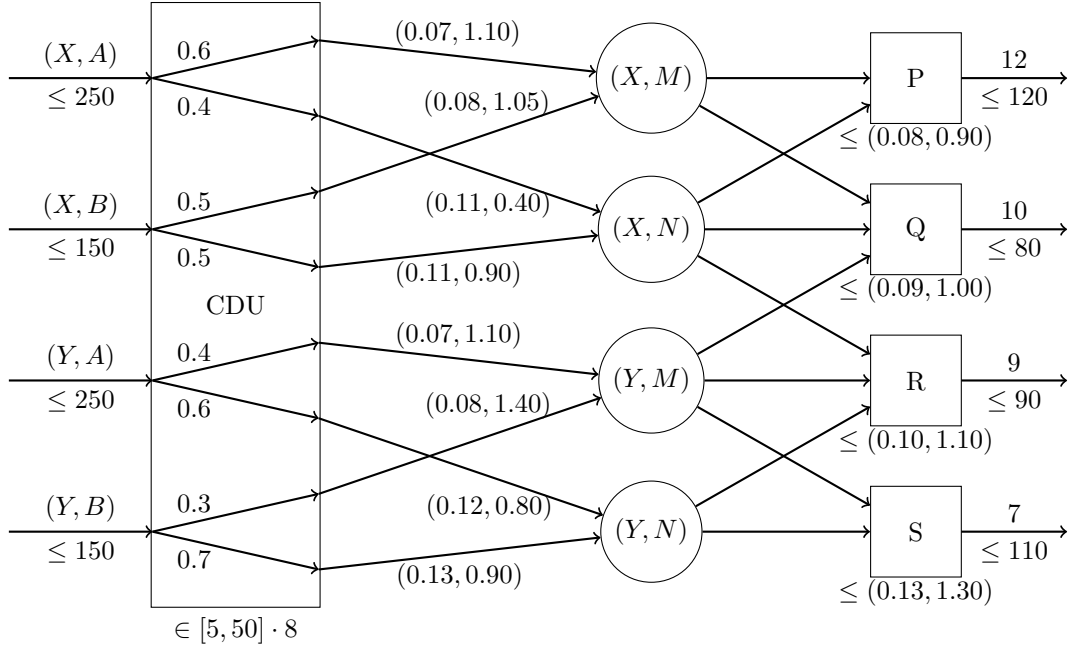 (X, A)
≤ 250
0.6
0.4
(0.07, 1.10)
(X, M)
P
12
≤ 120
≤ (0.08, 0.90)
(0.08, 1.05)
(X, B)
≤ 150
0.5
0.5
(0.11, 0.40)
(0.11, 0.90)
(X, N)
Q
10
≤ 80
≤ (0.09, 1.00)
CDU
(Y, A)
≤ 250
0.4
0.6
(0.07, 1.10)
(Y, M)
R
9
≤ 90
≤ (0.10, 1.10)
(0.08, 1.40)
(Y, B)
≤ 150
0.3
0.7
(0.12, 0.80)
(0.13, 0.90)
(Y, N)
S
7
≤ 110
≤ (0.13, 1.30)
∈ [5, 50] · 8